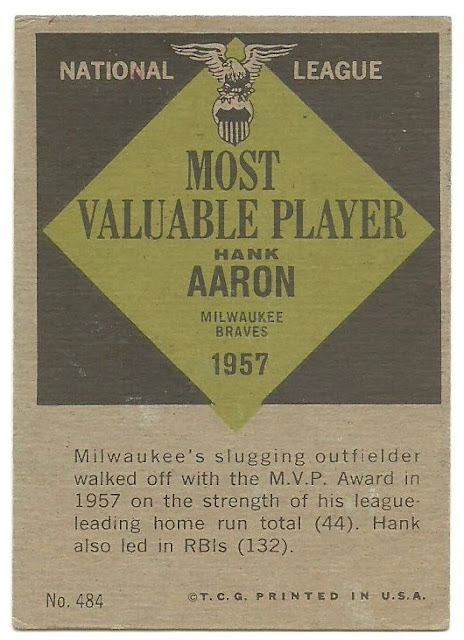 NATIONAL LEAGUE
MOST
VALUABLE PLAYER
HANK
AARON
MILWAUKEE
BRAVES
1957
Milwaukee's slugging outfielder
walked off with the M.V.P. Award in
1957 on the strength of his league-
leading home run total (44). Hank
also led in RBIs (132).
No. 484 ©T.C.G. PRINTED IN U.S.A.